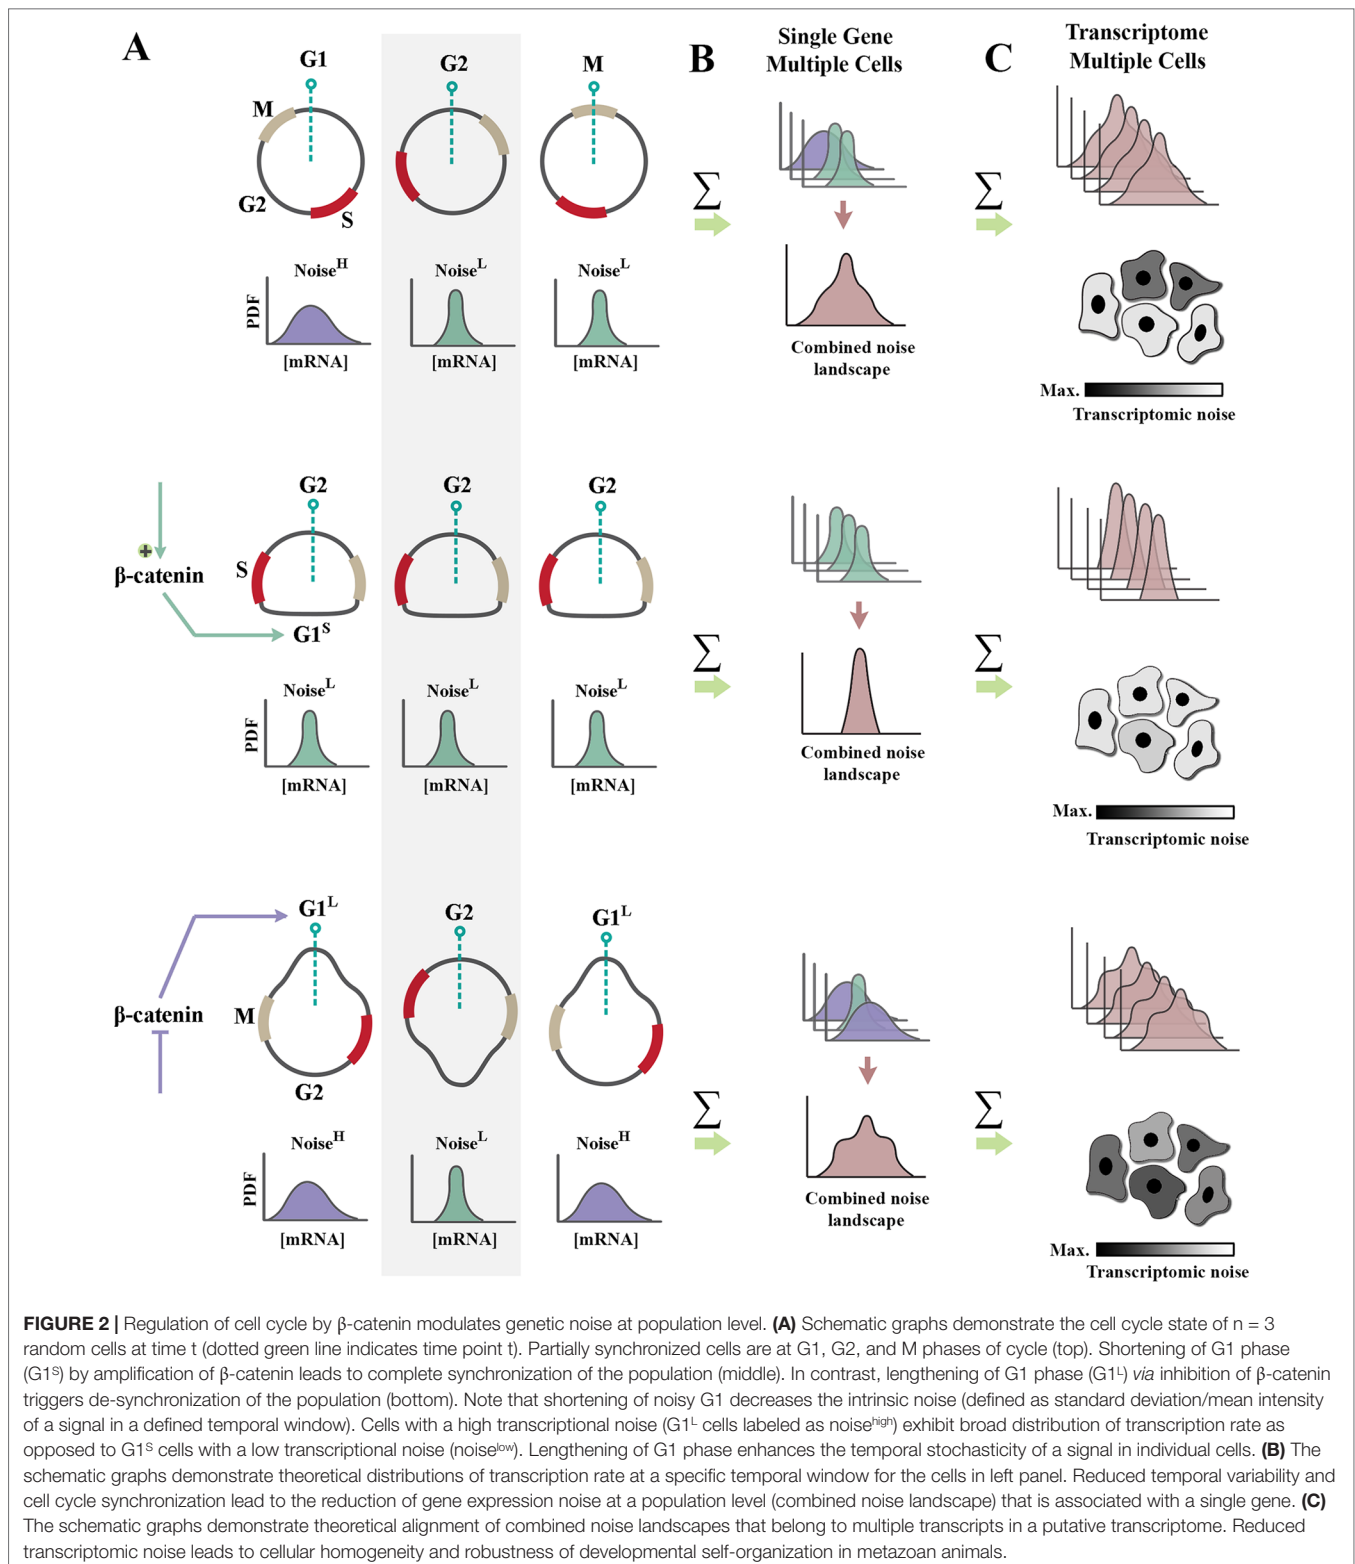 A
G1
G2
M
M
G2
S
Noise^H
Noise^L
Noise^L
PDF
[mRNA]
[mRNA]
[mRNA]
B
Single Gene
Multiple Cells
∑
Combined noise
landscape
C
Transcriptome
Multiple Cells
∑
Max.
Transcriptomic noise
G2
G2
G2
+
β-catenin
S
G1^S
Noise^L
Noise^L
Noise^L
PDF
[mRNA]
[mRNA]
[mRNA]
∑
Combined noise
landscape
∑
Max.
Transcriptomic noise
G1^L
G2
G1^L
β-catenin
M
G2
Noise^H
Noise^L
Noise^H
PDF
[mRNA]
[mRNA]
[mRNA]
∑
Combined noise
landscape
∑
Max.
Transcriptomic noise
FIGURE 2 | Regulation of cell cycle by β-catenin modulates genetic noise at population level. (A) Schematic graphs demonstrate the cell cycle state of n = 3
random cells at time t (dotted green line indicates time point t). Partially synchronized cells are at G1, G2, and M phases of cycle (top). Shortening of G1 phase
(G1^S) by amplification of β-catenin leads to complete synchronization of the population (middle). In contrast, lengthening of G1 phase (G1^L) via inhibition of β-catenin
triggers de-synchronization of the population (bottom). Note that shortening of noisy G1 decreases the intrinsic noise (defined as standard deviation/mean intensity
of a signal in a defined temporal window). Cells with a high transcriptional noise (G1^L cells labeled as noise^high) exhibit broad distribution of transcription rate as
opposed to G1^S cells with a low transcriptional noise (noise^low). Lengthening of G1 phase enhances the temporal stochasticity of a signal in individual cells. (B) The
schematic graphs demonstrate theoretical distributions of transcription rate at a specific temporal window for the cells in left panel. Reduced temporal variability and
cell cycle synchronization lead to the reduction of gene expression noise at a population level (combined noise landscape) that is associated with a single gene. (C)
The schematic graphs demonstrate theoretical alignment of combined noise landscapes that belong to multiple transcripts in a putative transcriptome. Reduced
transcriptomic noise leads to cellular homogeneity and robustness of developmental self-organization in metazoan animals.